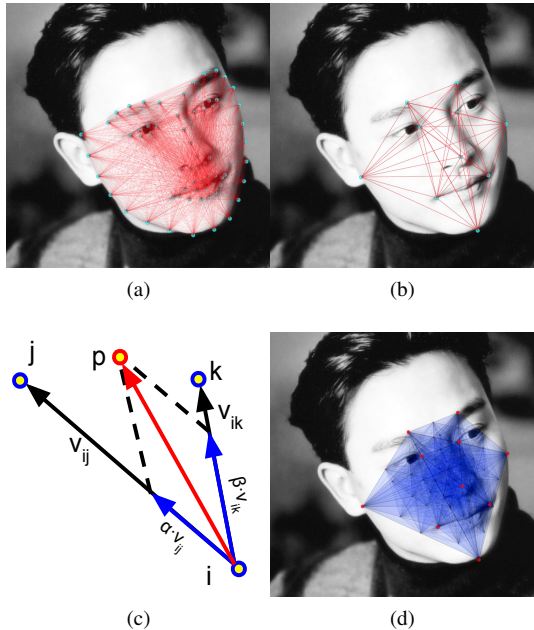 (a) (b)
j p k
v_ij v_ik
α·v_ij β·v_ik
i
(c) (d)